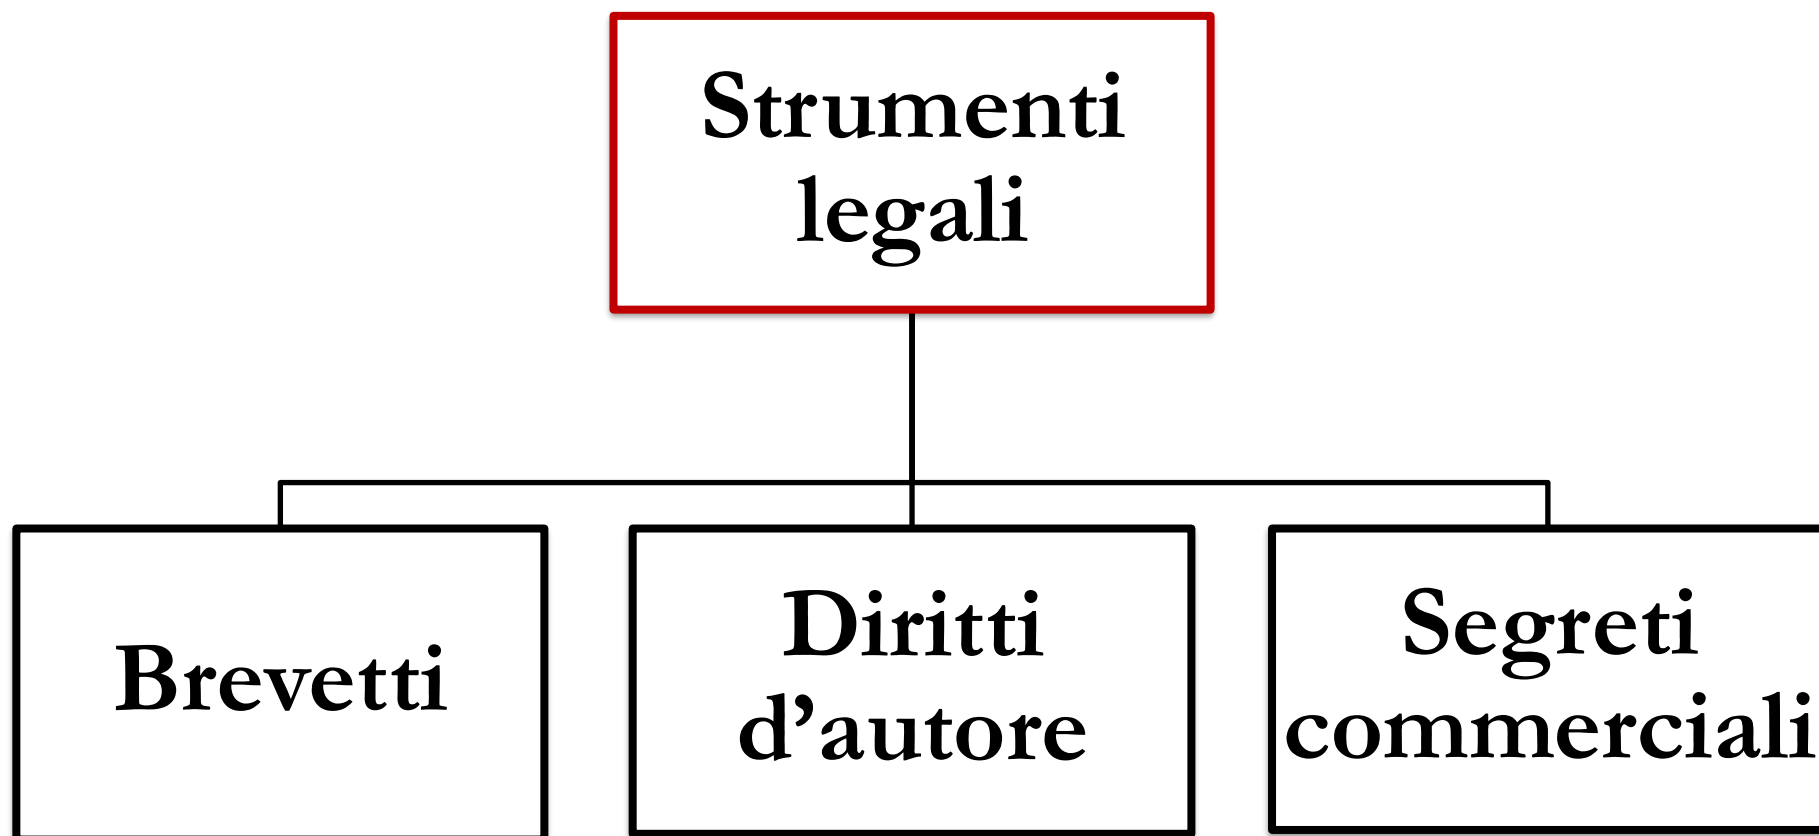 Strumenti
legali
Brevetti
Diritti
d’autore
Segreti
commerciali